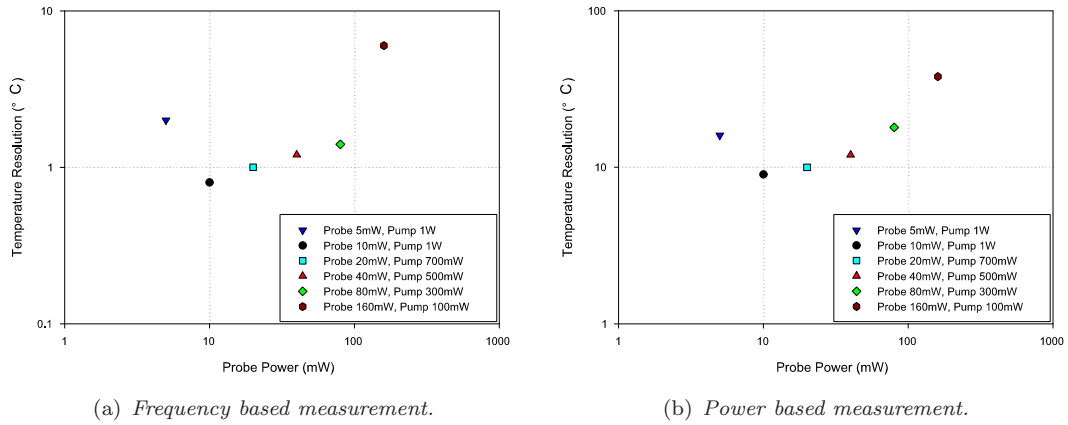 10
1
0.1
Temperature Resolution (° C)
1
10
100
1000
Probe Power (mW)
Probe 5mW, Pump 1W
Probe 10mW, Pump 1W
Probe 20mW, Pump 700mW
Probe 40mW, Pump 500mW
Probe 80mW, Pump 300mW
Probe 160mW, Pump 100mW
(a) Frequency based measurement.
100
10
1
Temperature Resolution (° C)
1
10
100
1000
Probe Power (mW)
Probe 5mW, Pump 1W
Probe 10mW, Pump 1W
Probe 20mW, Pump 700mW
Probe 40mW, Pump 500mW
Probe 80mW, Pump 300mW
Probe 160mW, Pump 100mW
(b) Power based measurement.